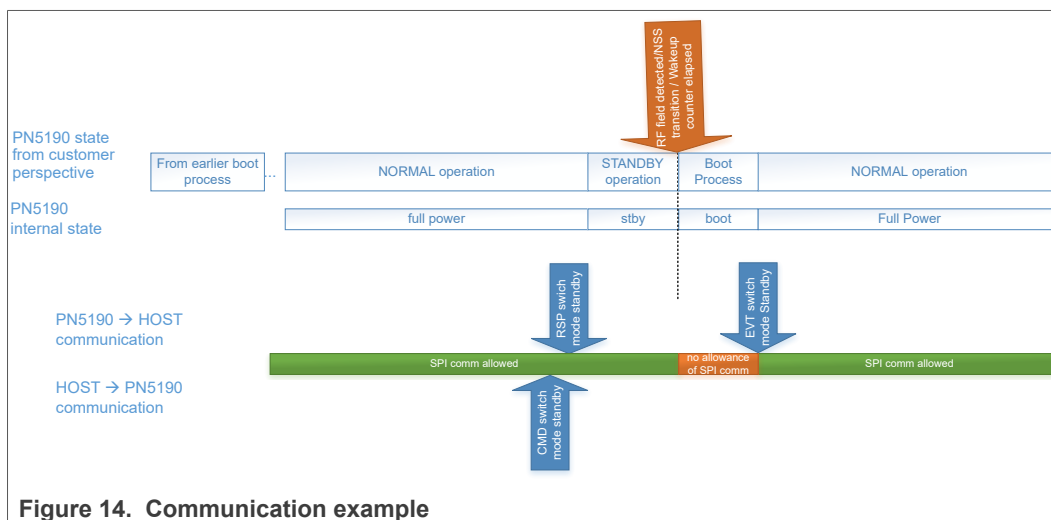 RF field detected/NSS
transition / Wakeup
counter elapsed
PN5190 state
from customer
perspective
From earlier boot
process
...
NORMAL operation
STANDBY
operation
Boot
Process
NORMAL operation
PN5190
internal state
full power
stby
boot
Full Power
RSP swich
mode standby
EVT switch
mode Standby
PN5190 → HOST
communication
SPI comm allowed
no allowance
of SPI comm
SPI comm allowed
HOST → PN5190
communication
CMD switch
mode standby
Figure 14. Communication example